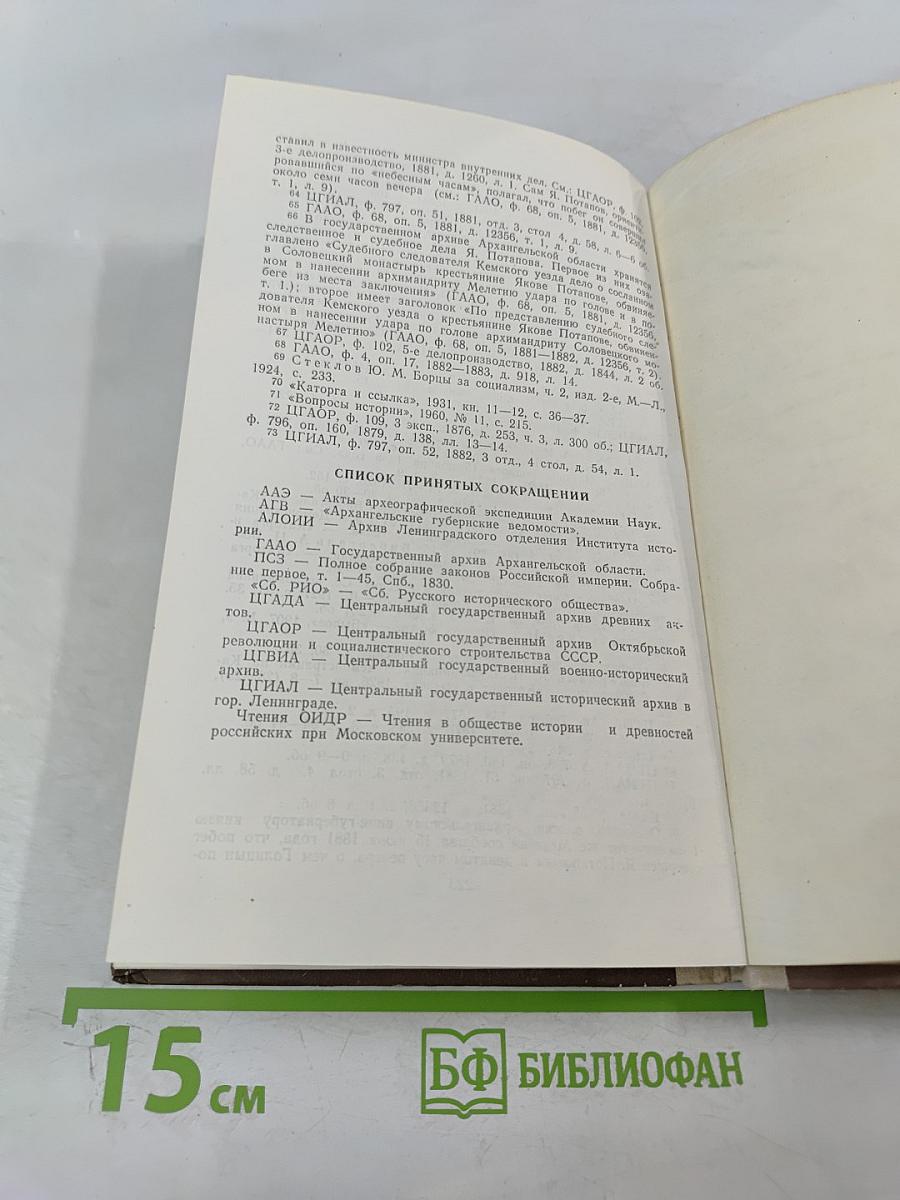 ставил в известность министра внутренних дел. См.: ЦГАОР, ф. 102,
3-е делопроизводство, 1881, д. 1260, л. 1. Сам Я. Потапов, ориенти-
ровавшийся по «небесным часам», полагал, что побег он совершил
около семи часов вечера (см.: ГААО, ф. 68, оп. 5, 1881, д. 12356,
т. 1, л. 9).
64 ЦГИАЛ, ф. 797, оп. 51, 1881, отд. 3, стол 4, д. 58, л. 6—6 об.
65 ГААО, ф. 68, оп. 5, 1881, д. 12356, т. 1, л. 9.
66 В государственном архиве Архангельской области хранятся
следственное и судебное дела Я. Потапова. Первое из них оза-
главлено «Судебного следователя Кемского уезда дело о сосланном
в Соловецкий монастырь крестьянине Якове Потапове, обвиняе-
мом в нанесении архимандриту Мелетию удара по голове и в по-
беге из места заключения» (ГААО, ф. 68, оп. 5, 1881, д. 12356,
т. 1.); второе имеет заголовок «По представлению судебного сле-
дователя Кемского уезда о крестьянине Якове Потапове, обвинен-
ном в нанесении удара по голове архимандриту Соловецкого мо-
настыря Мелетию» (ГААО, ф. 68, оп. 5, 1881—1882, д. 12356, т. 2).
67 ЦГАОР, ф. 102, 5-е делопроизводство, 1882, д. 1844, л. 2 об.
68 ГААО, ф. 4, оп. 17, 1882—1883, д. 918, л. 14.
69 Стеклов Ю. М. Борцы за социализм, ч. 2, изд. 2-е, М.—Л.,
1924, с. 233.
70 «Каторга и ссылка», 1931, кн. 11—12, с. 36—37.
71 «Вопросы истории», 1960, № 11, с. 215.
72 ЦГАОР, ф. 109, 3 эксп., 1876, д. 253, ч. 3, л. 300 об.; ЦГИАЛ,
ф. 796, оп. 160, 1879, д. 138, лл. 13—14.
73 ЦГИАЛ, ф. 797, оп. 52, 1882, 3 отд., 4 стол, д. 54, л. 1.
СПИСОК ПРИНЯТЫХ СОКРАЩЕНИЙ
ААЭ — Акты археографической экспедиции Академии Наук.
АГВ — «Архангельские губернские ведомости».
АЛОИИ — Архив Ленинградского отделения Института исто-
рии.
ГААО — Государственный архив Архангельской области.
ПСЗ — Полное собрание законов Российской империи. Собра-
ние первое, т. 1—45, Спб., 1830.
«Сб. РИО» — «Сб. Русского исторического общества».
ЦГАДА — Центральный государственный архив древних ак-
тов.
ЦГАОР — Центральный государственный архив Октябрьской
революции и социалистического строительства СССР.
ЦГВИА — Центральный государственный военно-исторический
архив.
ЦГИАЛ — Центральный государственный исторический архив в
гор. Ленинграде.
Чтения ОИДР — Чтения в обществе истории и древностей
российских при Московском университете.
15 см
БФ БИБЛИОФАН